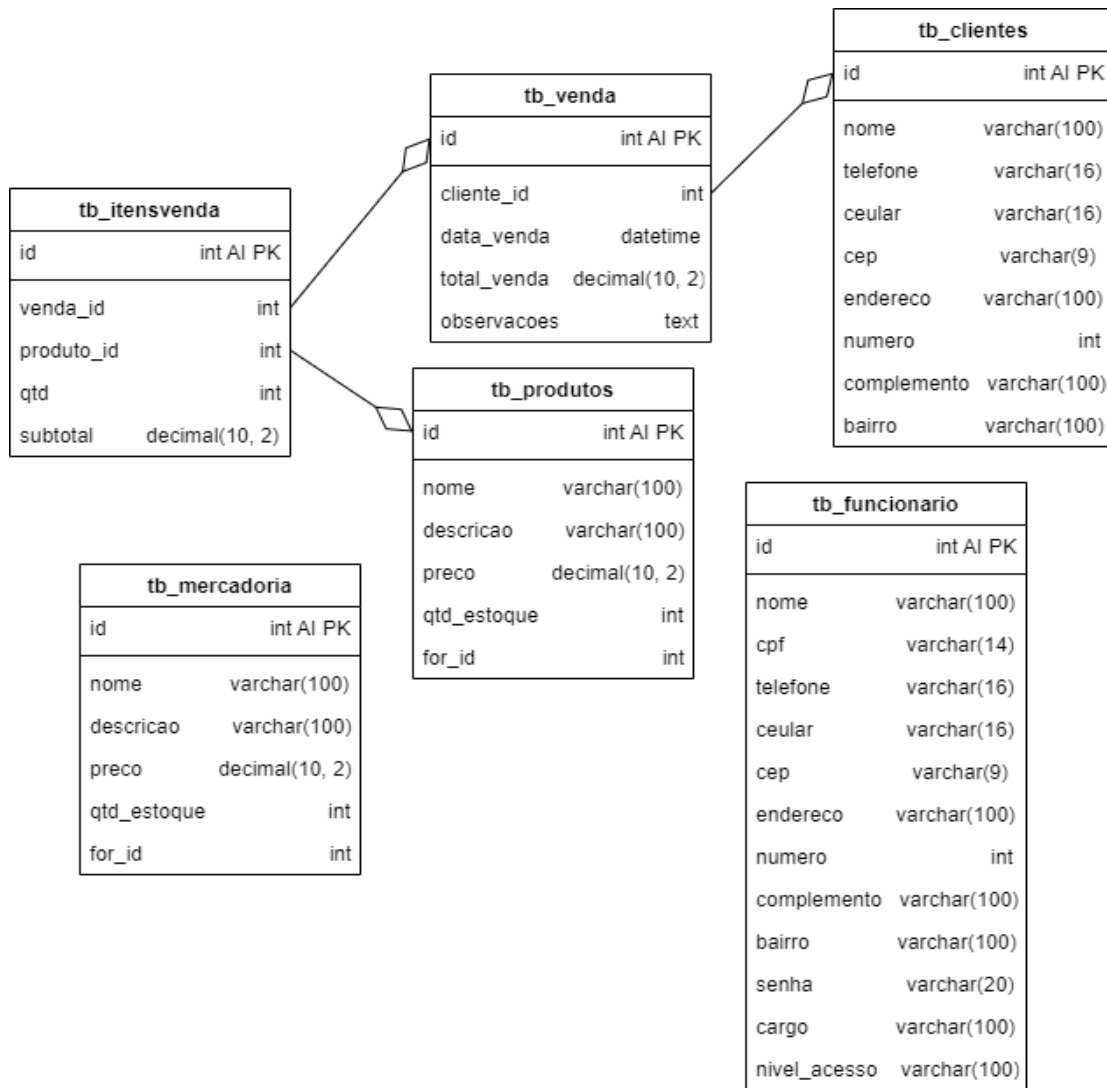 tb_clientes
id int AI PK
nome varchar(100)
telefone varchar(16)
ceular varchar(16)
cep varchar(9)
endereco varchar(100)
numero int
complemento varchar(100)
bairro varchar(100)
tb_venda
id int AI PK
cliente_id int
data_venda datetime
total_venda decimal(10, 2)
observacoes text
tb_itensvenda
id int AI PK
venda_id int
produto_id int
qtd int
subtotal decimal(10, 2)
tb_produtos
id int AI PK
nome varchar(100)
descricao varchar(100)
preco decimal(10, 2)
qtd_estoque int
for_id int
tb_mercadoria
id int AI PK
nome varchar(100)
descricao varchar(100)
preco decimal(10, 2)
qtd_estoque int
for_id int
tb_funcionario
id int AI PK
nome varchar(100)
cpf varchar(14)
telefone varchar(16)
ceular varchar(16)
cep varchar(9)
endereco varchar(100)
numero int
complemento varchar(100)
bairro varchar(100)
senha varchar(20)
cargo varchar(100)
nivel_acesso varchar(100)